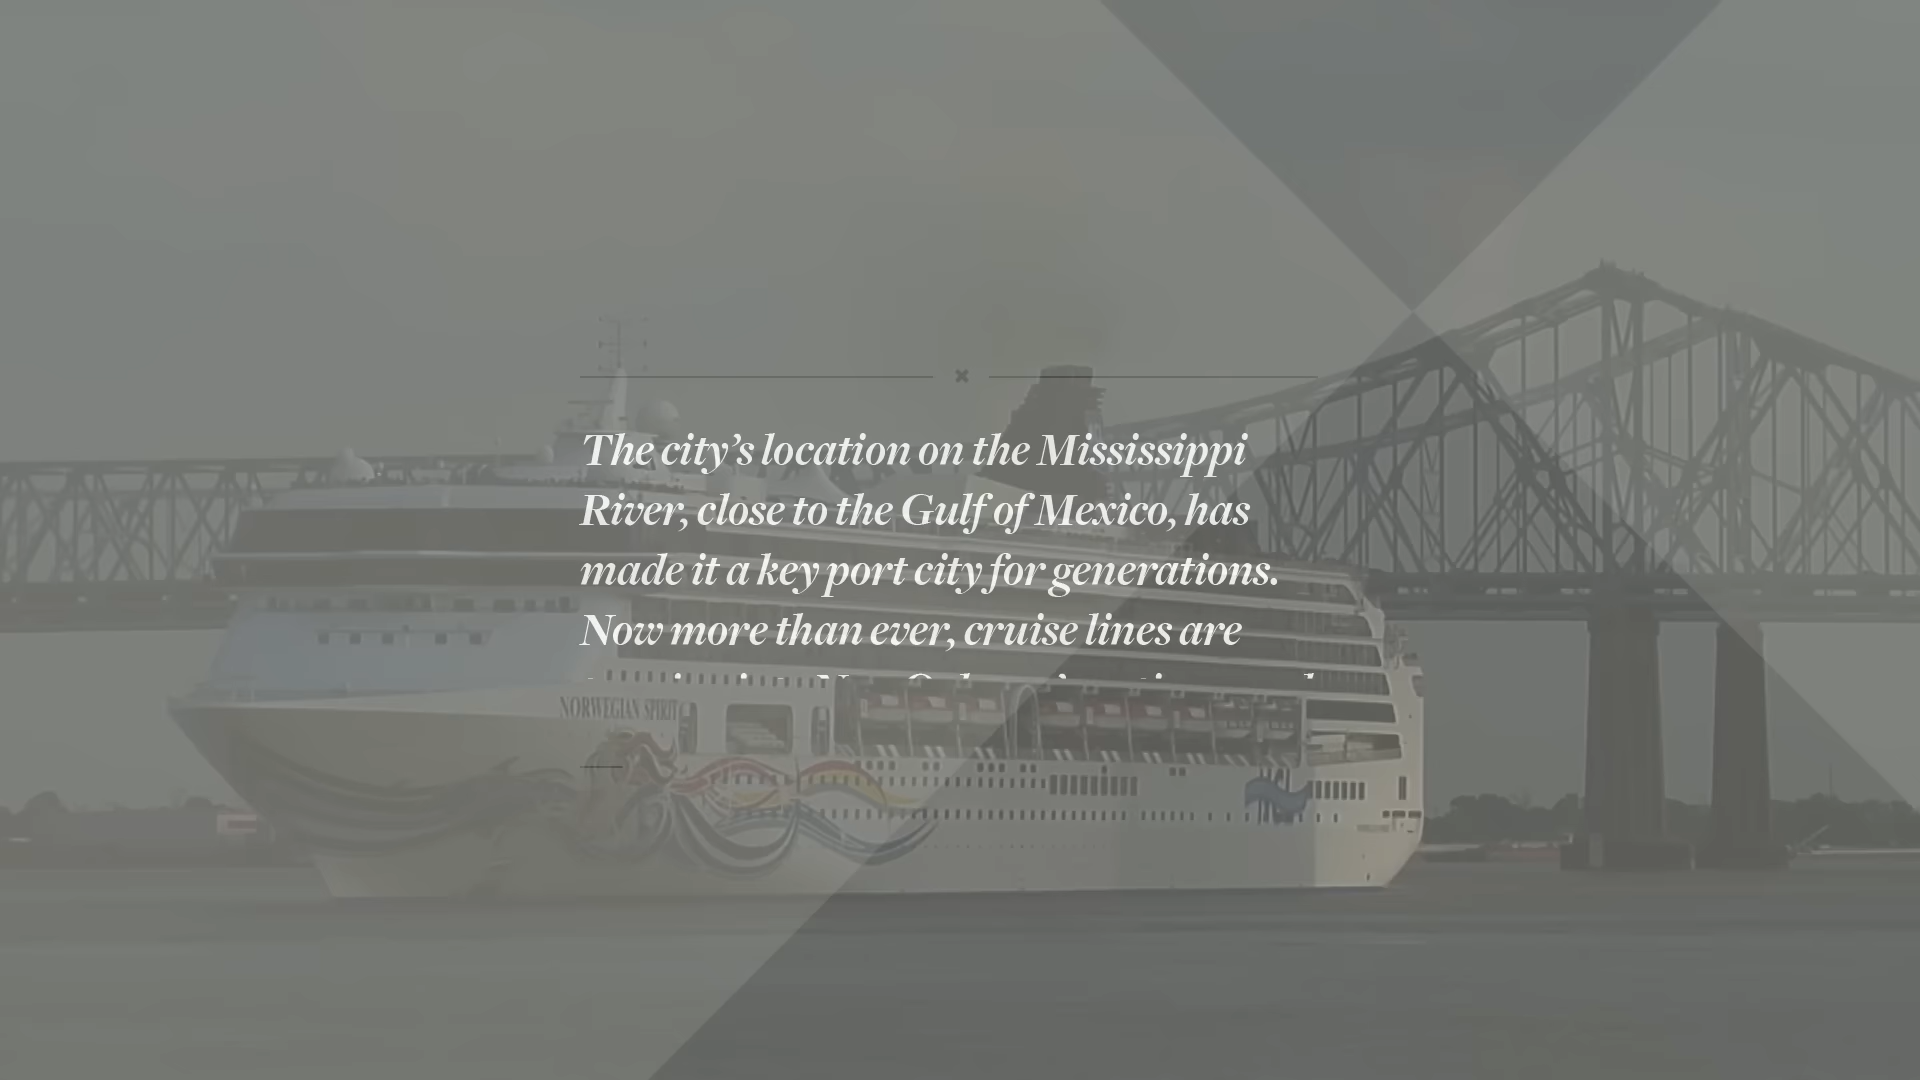 The city’s location on the Mississippi
River, close to the Gulf of Mexico, has
made it a key port city for generations.
Now more than ever, cruise lines are
NORWEGIAN SPIRIT